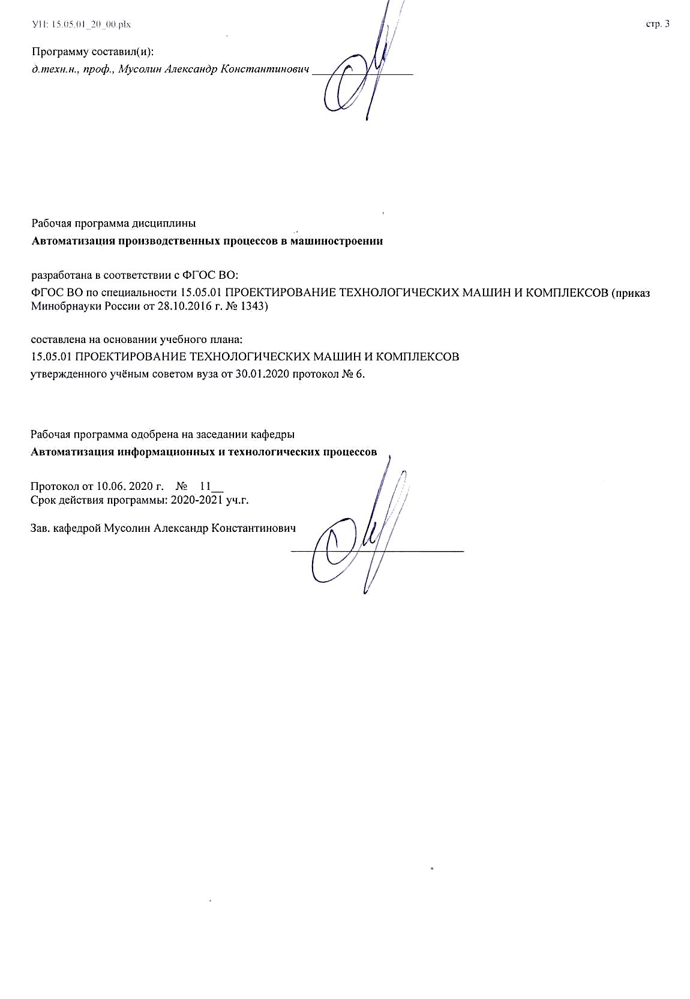 УП: 15.05.01_20_00.plx
стр. 3
Программу составил(и):
д.техн.н., проф., Мусолин Александр Константинович
Рабочая программа дисциплины
Автоматизация производственных процессов в машиностроении
разработана в соответствии с ФГОС ВО:
ФГОС ВО по специальности 15.05.01 ПРОЕКТИРОВАНИЕ ТЕХНОЛОГИЧЕСКИХ МАШИН И КОМПЛЕКСОВ (приказ
Минобрнауки России от 28.10.2016 г. № 1343)
составлена на основании учебного плана:
15.05.01 ПРОЕКТИРОВАНИЕ ТЕХНОЛОГИЧЕСКИХ МАШИН И КОМПЛЕКСОВ
утвержденного учёным советом вуза от 30.01.2020 протокол № 6.
Рабочая программа одобрена на заседании кафедры
Автоматизация информационных и технологических процессов
Протокол от 10.06. 2020 г. № 11__
Срок действия программы: 2020-2021 уч.г.
Зав. кафедрой Мусолин Александр Константинович